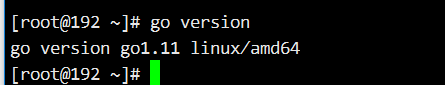 [root@192 ~]# go version
go version go1.11 linux/amd64
[root@192 ~]#